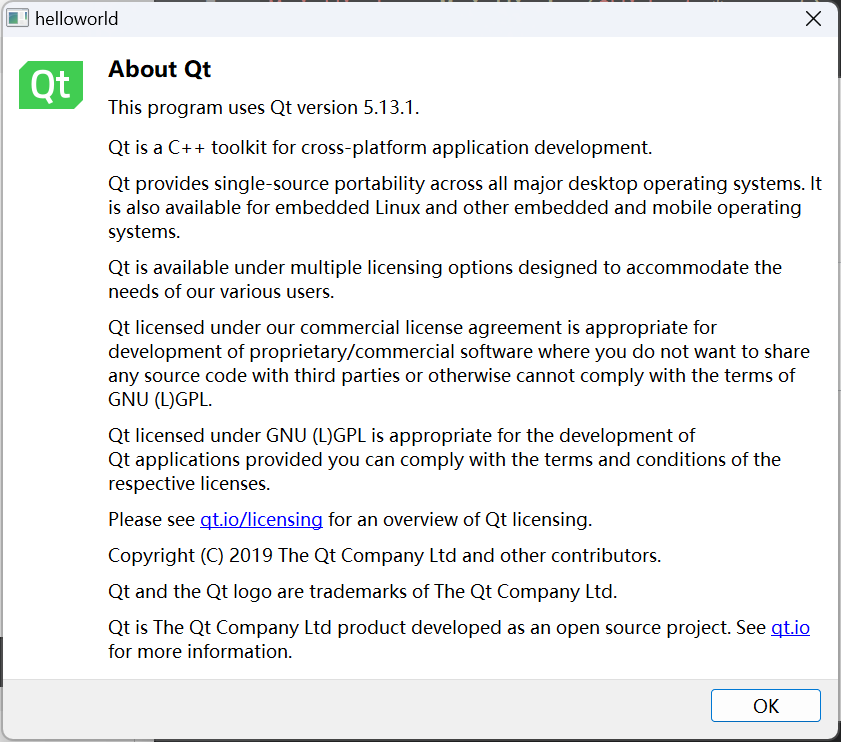 helloworld
Qt
About Qt
This program uses Qt version 5.13.1.
Qt is a C++ toolkit for cross-platform application development.
Qt provides single-source portability across all major desktop operating systems. It
is also available for embedded Linux and other embedded and mobile operating
systems.
Qt is available under multiple licensing options designed to accommodate the
needs of our various users.
Qt licensed under our commercial license agreement is appropriate for
development of proprietary/commercial software where you do not want to share
any source code with third parties or otherwise cannot comply with the terms of
GNU (L)GPL.
Qt licensed under GNU (L)GPL is appropriate for the development of
Qt applications provided you can comply with the terms and conditions of the
respective licenses.
Please see qt.io/licensing for an overview of Qt licensing.
Copyright (C) 2019 The Qt Company Ltd and other contributors.
Qt and the Qt logo are trademarks of The Qt Company Ltd.
Qt is The Qt Company Ltd product developed as an open source project. See qt.io
for more information.
OK